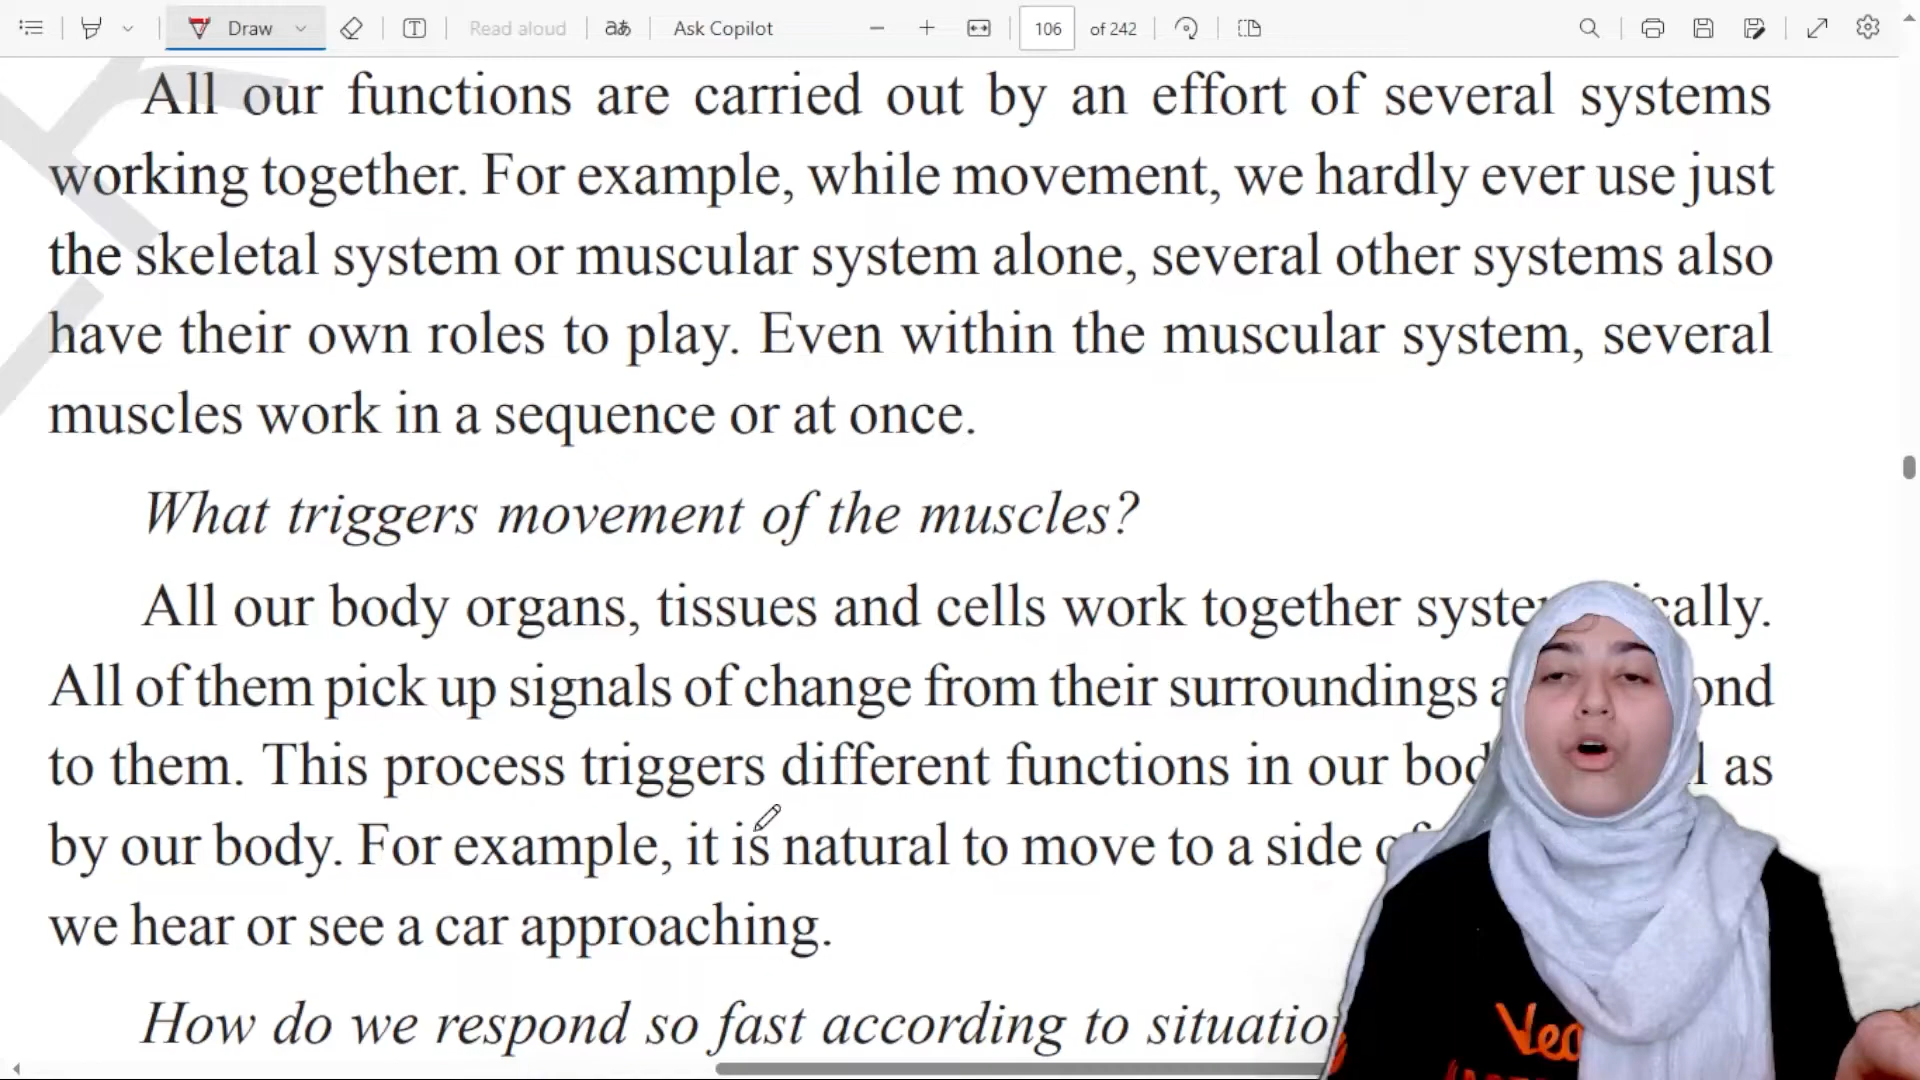 Draw
Read aloud
aあ
Ask Copilot
106
of 242
All our functions are carried out by an effort of several systems
working together. For example, while movement, we hardly ever use just
the skeletal system or muscular system alone, several other systems also
have their own roles to play. Even within the muscular system, several
muscles work in a sequence or at once.
What triggers movement of the muscles?
All our body organs, tissues and cells work together
All of them pick up signals of change from their surroundings
to them. This process triggers different functions in our as
by our body. For example, it is natural to move to a side
we hear or see a car approaching.
How do we respond so fast according to